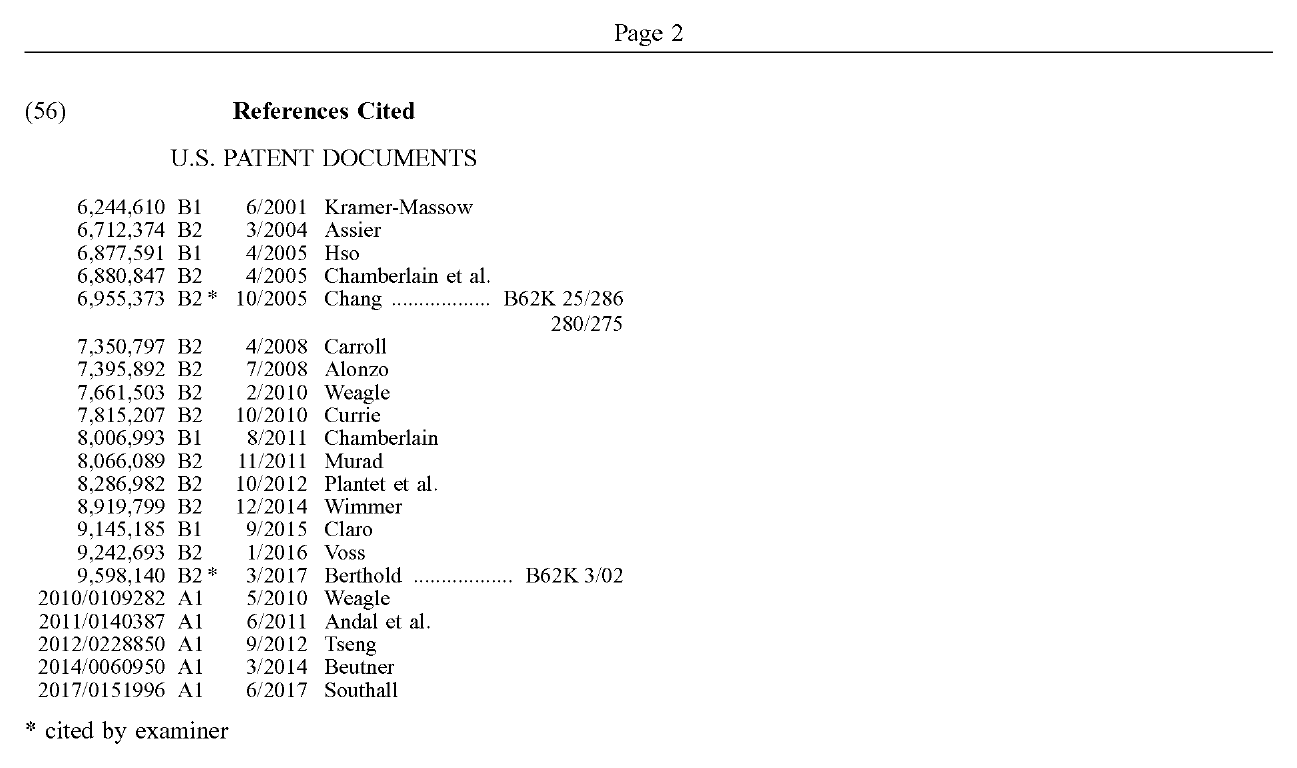 Page 2
(56) References Cited
U.S. PATENT DOCUMENTS
6,244,610 B1 6/2001 Kramer-Massow
6,712,374 B2 3/2004 Assier
6,877,591 B1 4/2005 Hso
6,880,847 B2 4/2005 Chamberlain et al.
6,955,373 B2 * 10/2005 Chang .................. B62K 25/286
280/275
7,350,797 B2 4/2008 Carroll
7,395,892 B2 7/2008 Alonzo
7,661,503 B2 2/2010 Weagle
7,815,207 B2 10/2010 Currie
8,006,993 B1 8/2011 Chamberlain
8,066,089 B2 11/2011 Murad
8,286,982 B2 10/2012 Plantet et al.
8,919,799 B2 12/2014 Wimmer
9,145,185 B1 9/2015 Claro
9,242,693 B2 1/2016 Voss
9,598,140 B2 * 3/2017 Berthold .................. B62K 3/02
2010/0109282 A1 5/2010 Weagle
2011/0140387 A1 6/2011 Andal et al.
2012/0228850 A1 9/2012 Tseng
2014/0060950 A1 3/2014 Beutner
2017/0151996 A1 6/2017 Southall
* cited by examiner